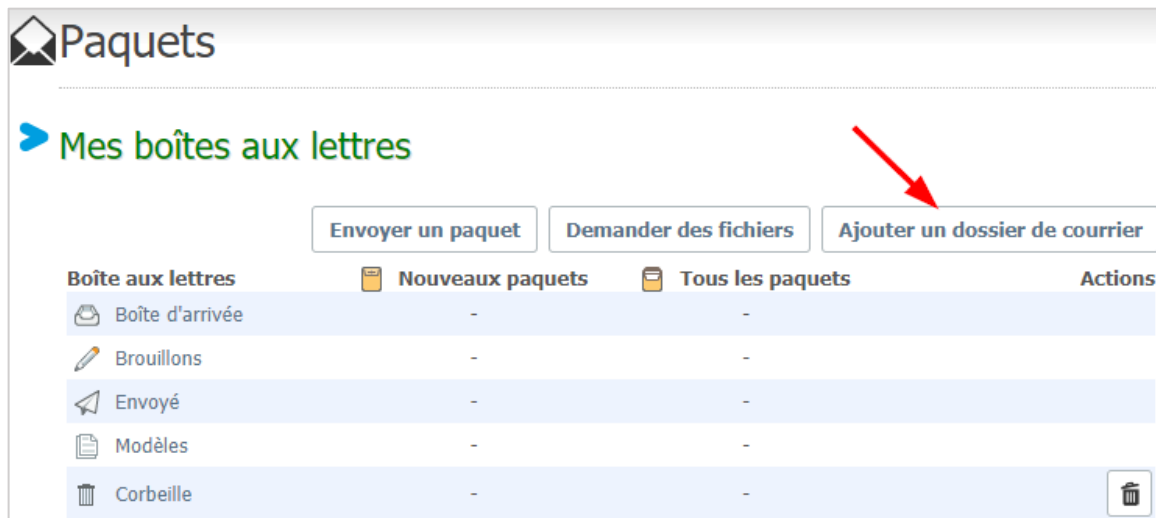 Paquets
Mes boîtes aux lettres
Envoyer un paquet Demander des fichiers Ajouter un dossier de courrier
Boîte aux lettres Nouveaux paquets Tous les paquets Actions
Boîte d'arrivée - -
Brouillons - -
Envoyé - -
Modèles - -
Corbeille - -